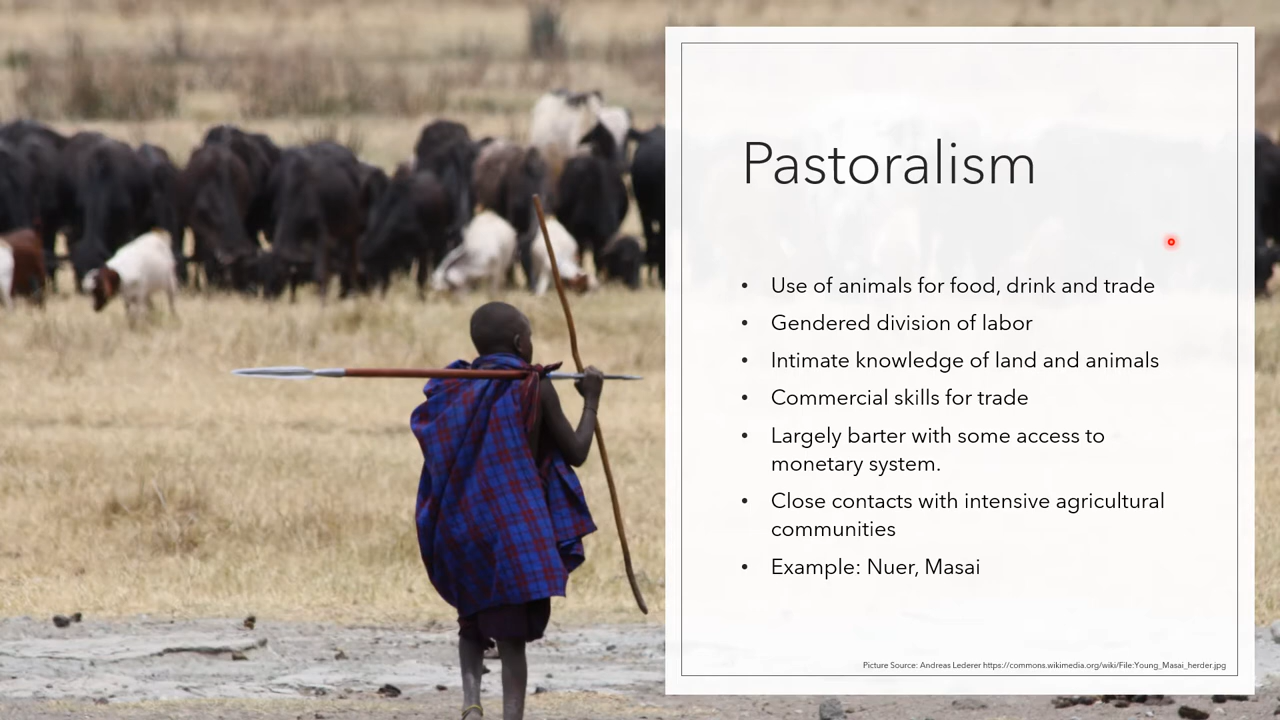 Pastoralism
• Use of animals for food, drink and trade
• Gendered division of labor
• Intimate knowledge of land and animals
• Commercial skills for trade
• Largely barter with some access to
monetary system.
• Close contacts with intensive agricultural
communities
• Example: Nuer, Masai
Picture Source: Andreas Lederer https://commons.wikimedia.org/wiki/File:Young_Masai_herder.jpg